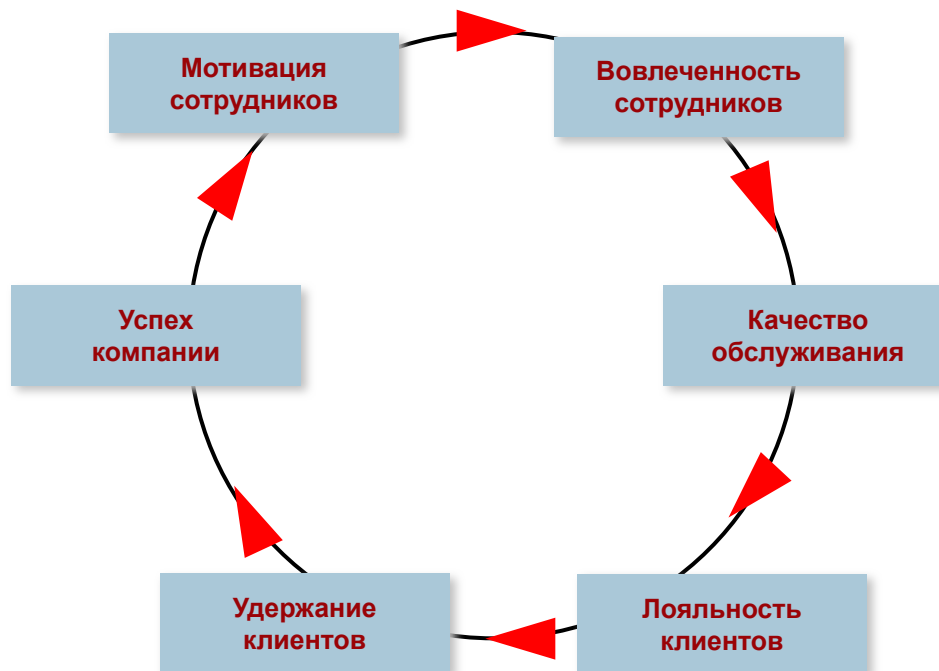 Мотивация
сотрудников
Вовлеченность
сотрудников
Успех
компании
Качество
обслуживания
Удержание
клиентов
Лояльность
клиентов